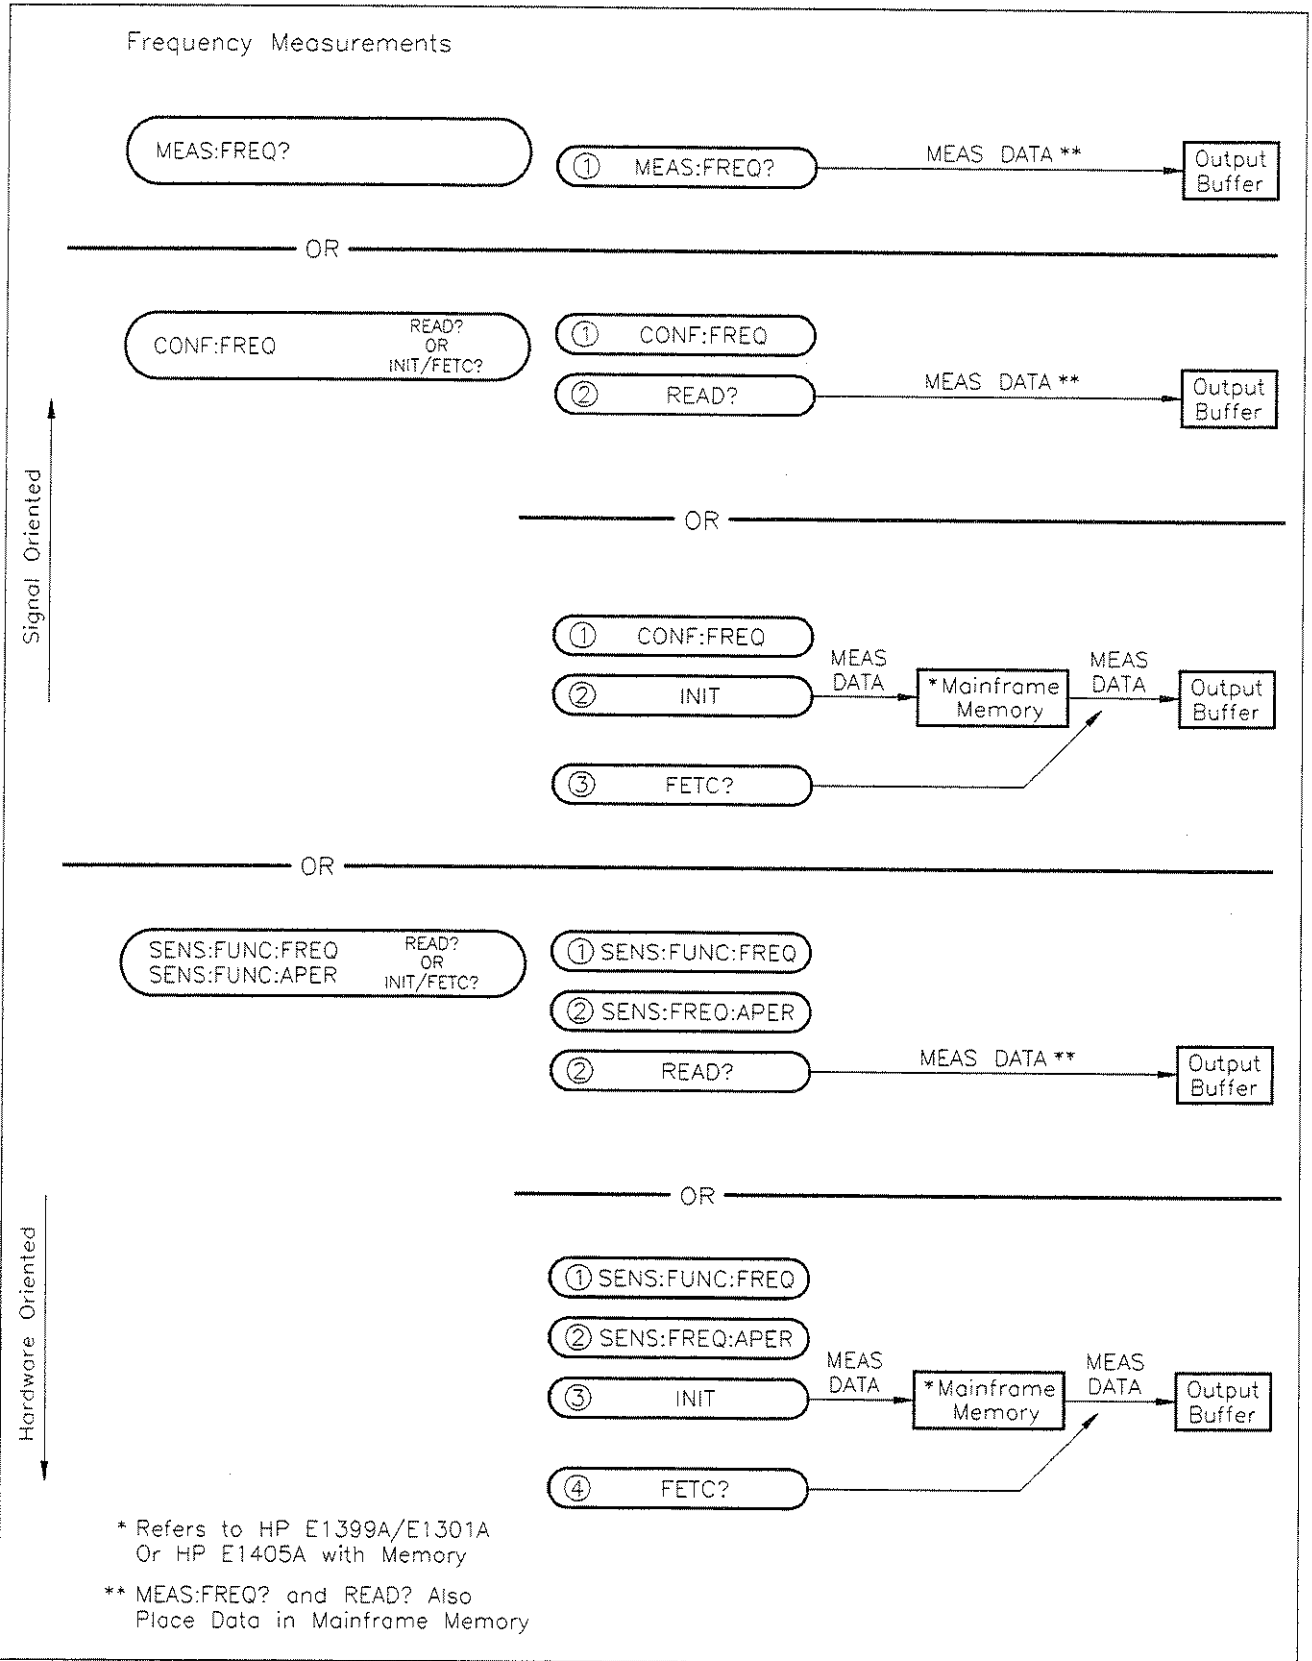 Frequency Measurements
MEAS:FREQ?
① MEAS:FREQ?
MEAS DATA **
Output
Buffer
OR
CONF:FREQ
READ?
OR
INIT/FETC?
① CONF:FREQ
② READ?
MEAS DATA **
Output
Buffer
Signal Oriented
OR
① CONF:FREQ
② INIT
MEAS
DATA
*Mainframe
Memory
MEAS
DATA
Output
Buffer
③ FETC?
OR
SENS:FUNC:FREQ
SENS:FUNC:APER
READ?
OR
INIT/FETC?
① SENS:FUNC:FREQ
② SENS:FREQ:APER
② READ?
MEAS DATA **
Output
Buffer
OR
Hardware Oriented
① SENS:FUNC:FREQ
② SENS:FREQ:APER
③ INIT
MEAS
DATA
*Mainframe
Memory
MEAS
DATA
Output
Buffer
④ FETC?
* Refers to HP E1399A/E1301A
Or HP E1405A with Memory
** MEAS:FREQ? and READ? Also
Place Data in Mainframe Memory